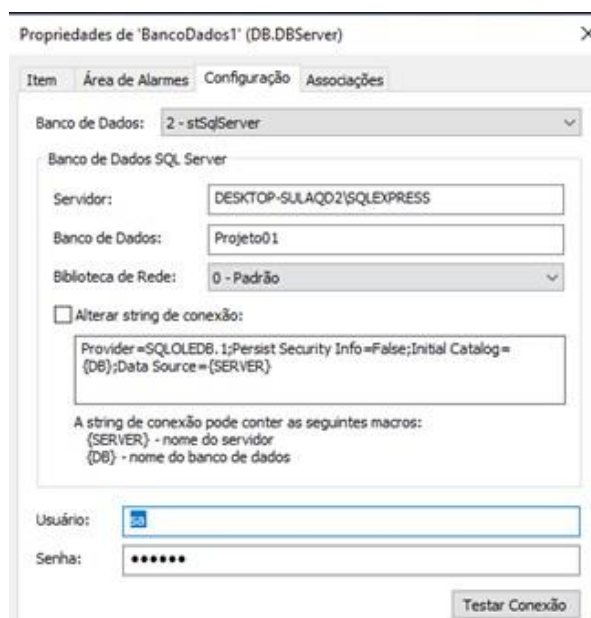 Propriedades de 'BancoDados1' (DB.DBServer)
Item Área de Alarmes Configuração Associações
Banco de Dados: 2 - stSqlServer
Banco de Dados SQL Server
Servidor: DESKTOP-SULAQD2\SQLEXPRESS
Banco de Dados: Projeto01
Biblioteca de Rede: 0 - Padrão
Alterar string de conexão:
Provider=SQLOLEDB.1;Persist Security Info=False;Initial Catalog=
{DB};Data Source={SERVER}
A string de conexão pode conter as seguintes macros:
{SERVER} - nome do servidor
{DB} - nome do banco de dados
Usuário: sa
Senha: ••••••
Testar Conexão